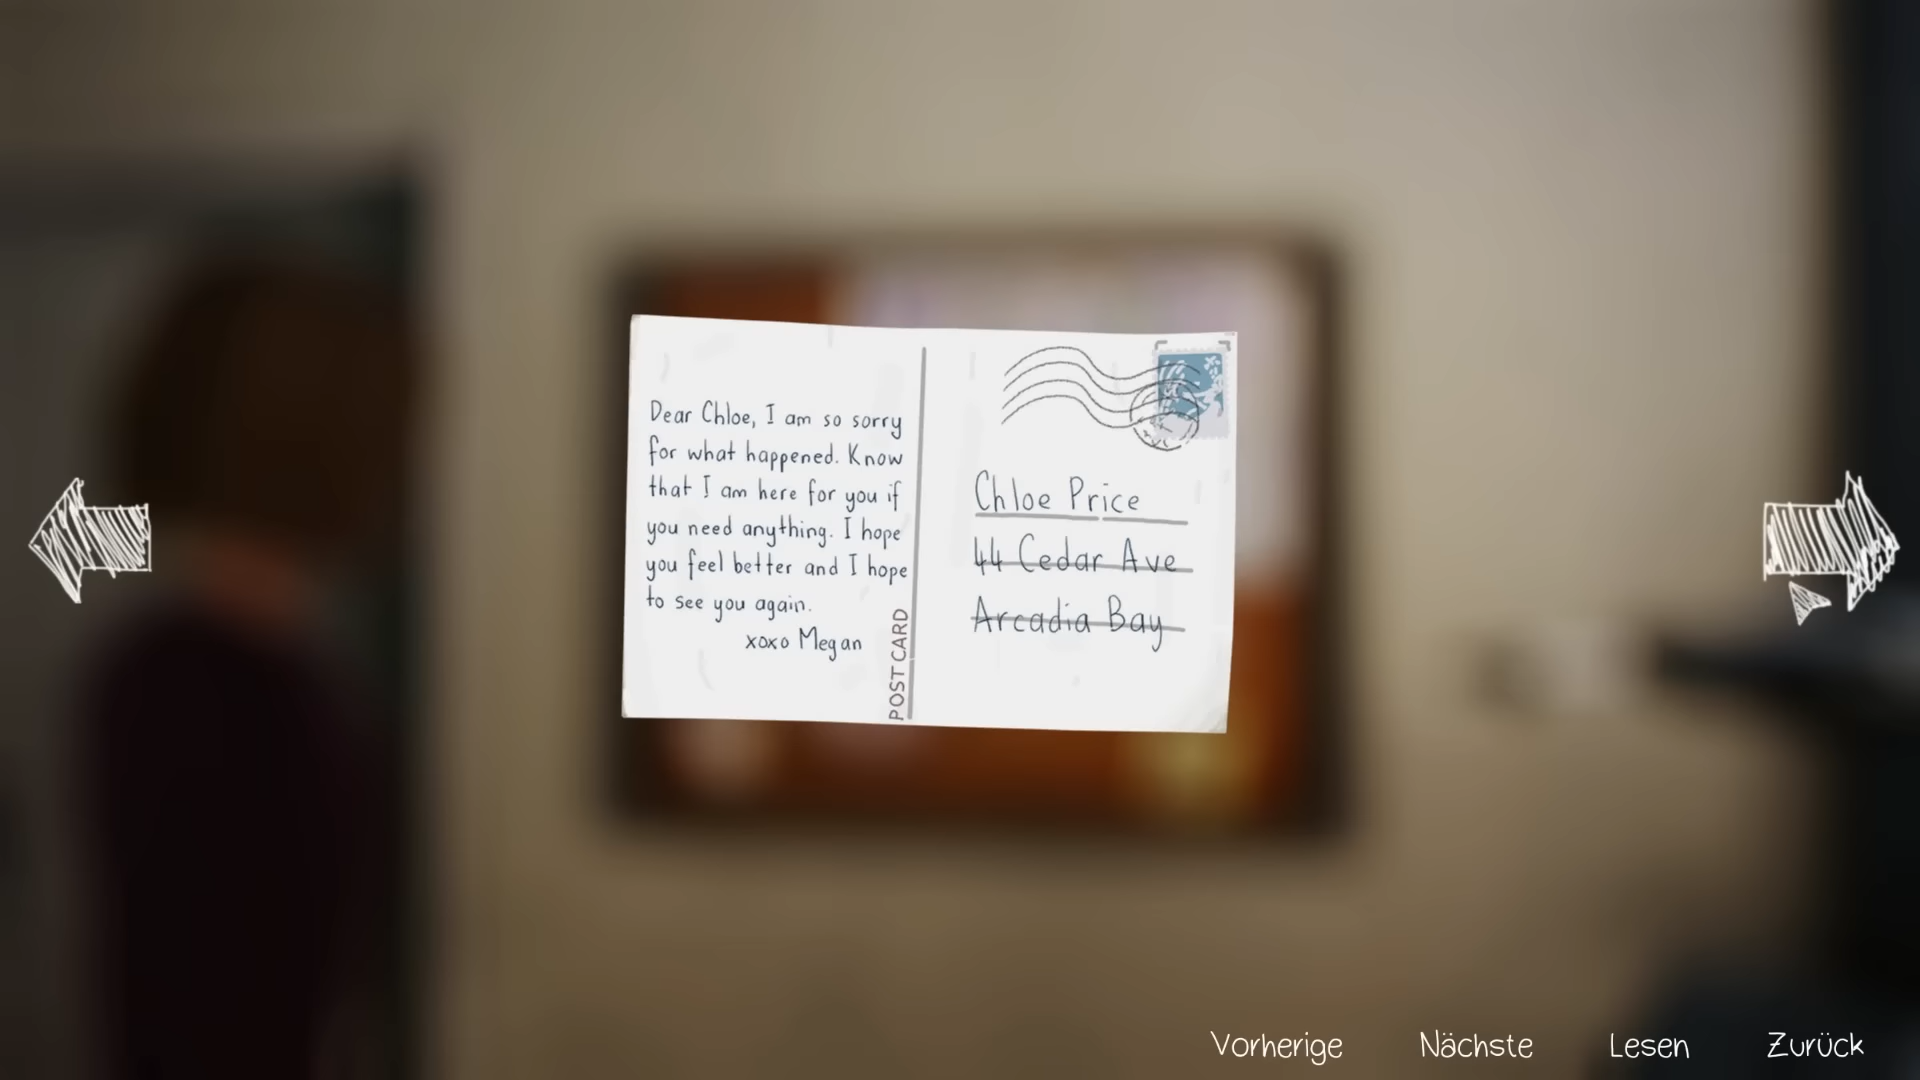 Dear Chloe, I am so sorry
for what happened. Know
that I am here for you if
you need anything. I hope
you feel better and I hope
to see you again.
xoxo Megan
POSTCARD
Chloe Price
44 Cedar Ave
Arcadia Bay
Vorherige
Nächste
Lesen
Zurück